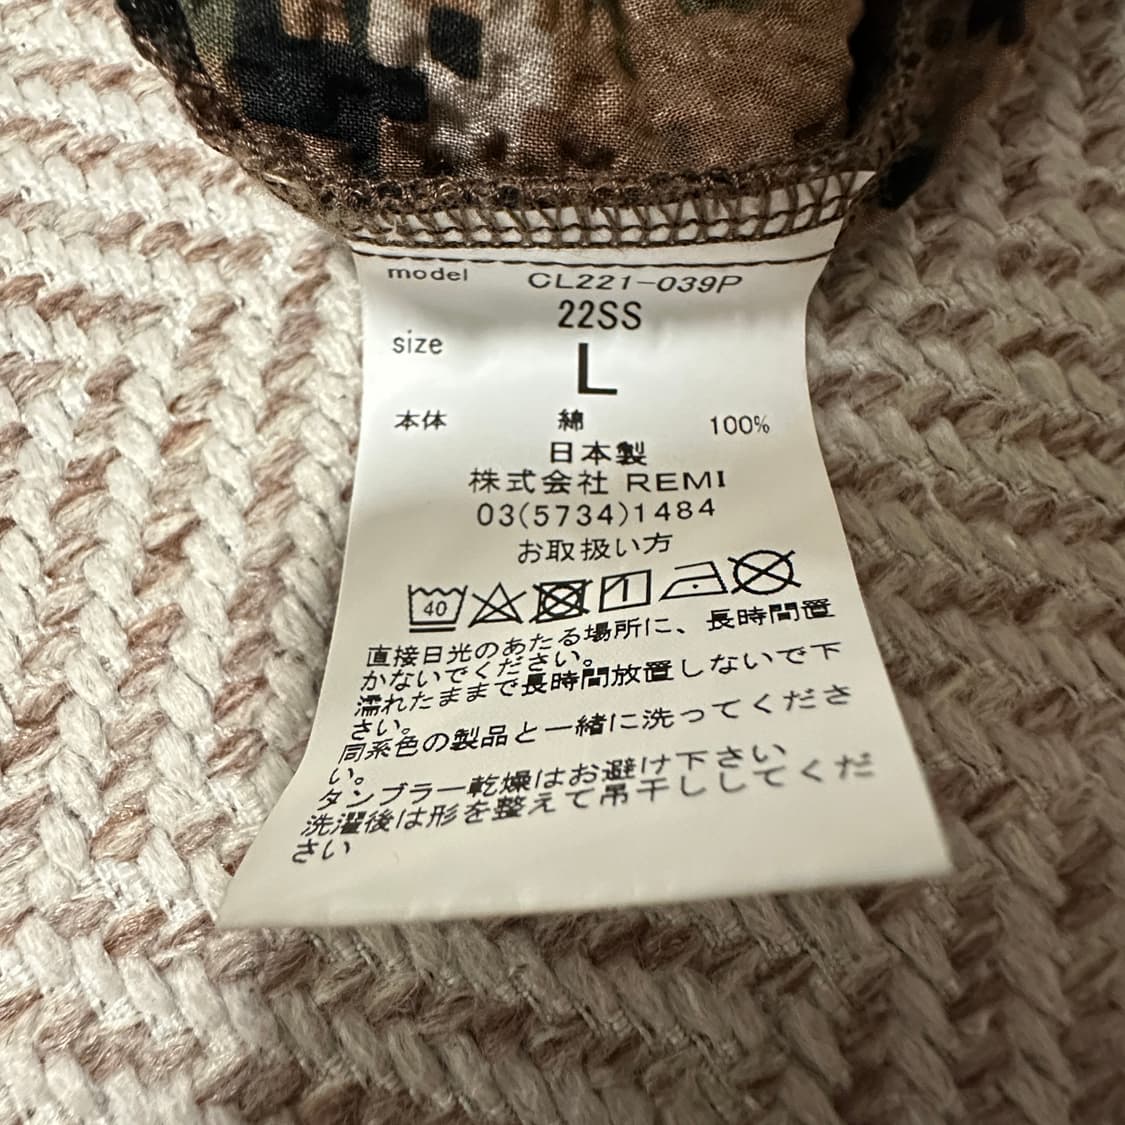 model CL221-039P
22SS
size L
本体 綿 100%
日本製
株式会社 REMI
03(5734)1484
お取扱い方
40
直接日光のあたる場所に、長時間置
かないでください。
濡れたままで長時間放置しないで下
さい。
同系色の製品と一緒に洗ってくださ
い。
タンブラー乾燥はお避け下さい
洗濯後は形を整えて吊干ししてくだ
さい